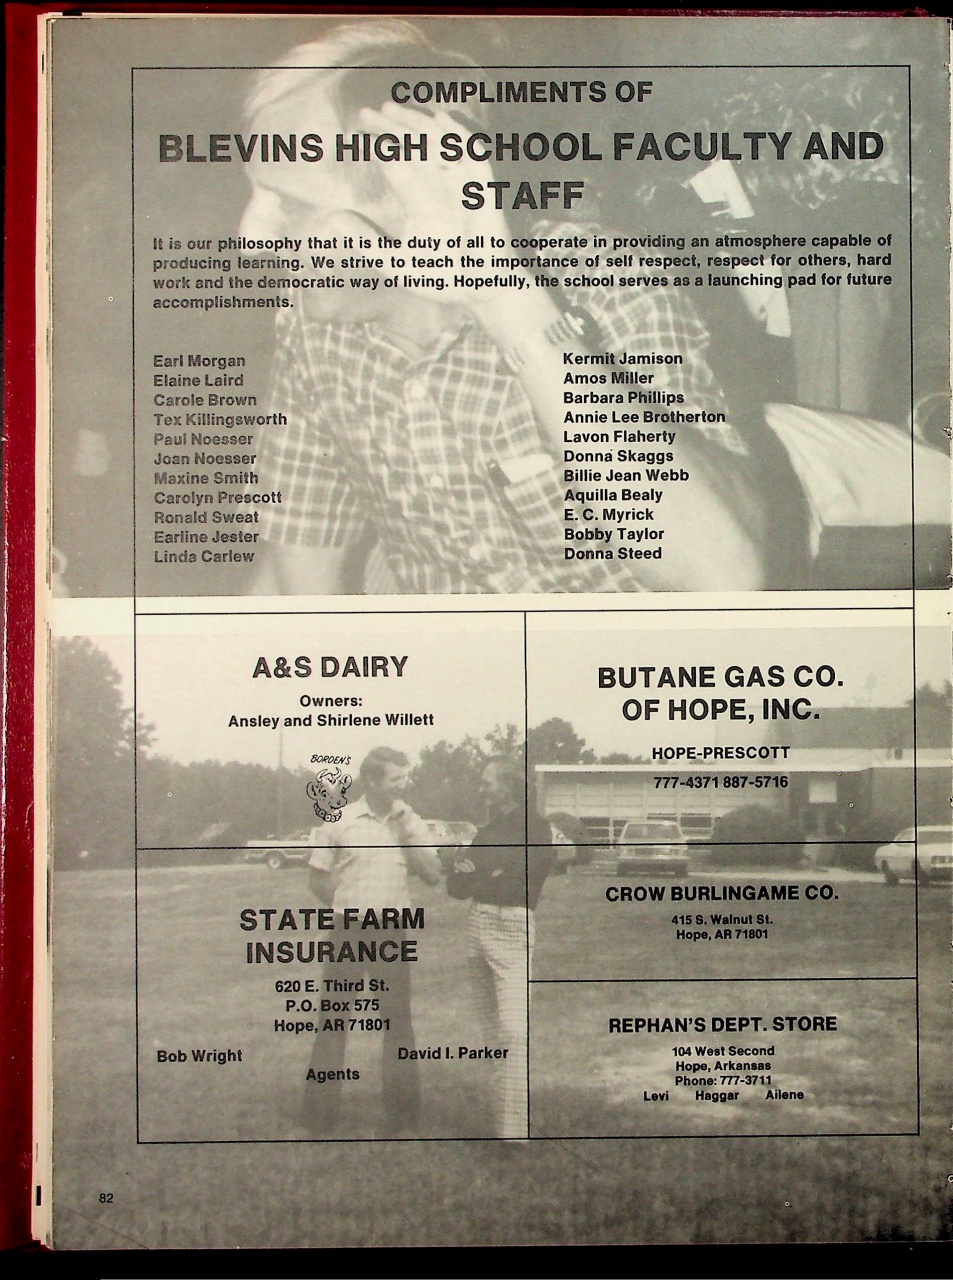 COMPLIMENTS OF
BLEVINS HIGH SCHOOL FACULTY AND
STAFF
It is our philosophy that it is the duty of all to cooperate in providing an atmosphere capable of
producing learning. We strive to teach the importance of self respect, respect for others, hard
work and the democratic way of living. Hopefully, the school serves as a launching pad for future
accomplishments.
Earl Morgan
Elaine Laird
Carole Brown
Tex Killingsworth
Paul Noesser
Joan Noesser
Maxine Smith
Carolyn Prescott
Ronald Sweat
Earline Jester
Linda Carlew
Kermit Jamison
Amos Miller
Barbara Phillips
Annie Lee Brotherton
Lavon Flaherty
Donna Skaggs
Billie Jean Webb
Aquilla Bealy
E. C. Myrick
Bobby Taylor
Donna Steed
A&S DAIRY
Owners:
Ansley and Shirlene Willett
BORDEN'S
BUTANE GAS CO.
OF HOPE, INC.
HOPE-PRESCOTT
777-4371 887-5716
STATE FARM
INSURANCE
620 E. Third St.
P.O. Box 575
Hope, AR 71801
Bob Wright David I. Parker
Agents
CROW BURLINGAME CO.
415 S. Walnut St.
Hope, AR 71801
REPHAN'S DEPT. STORE
104 West Second
Hope, Arkansas
Phone: 777-3711
Levi Haggar Ailene
82